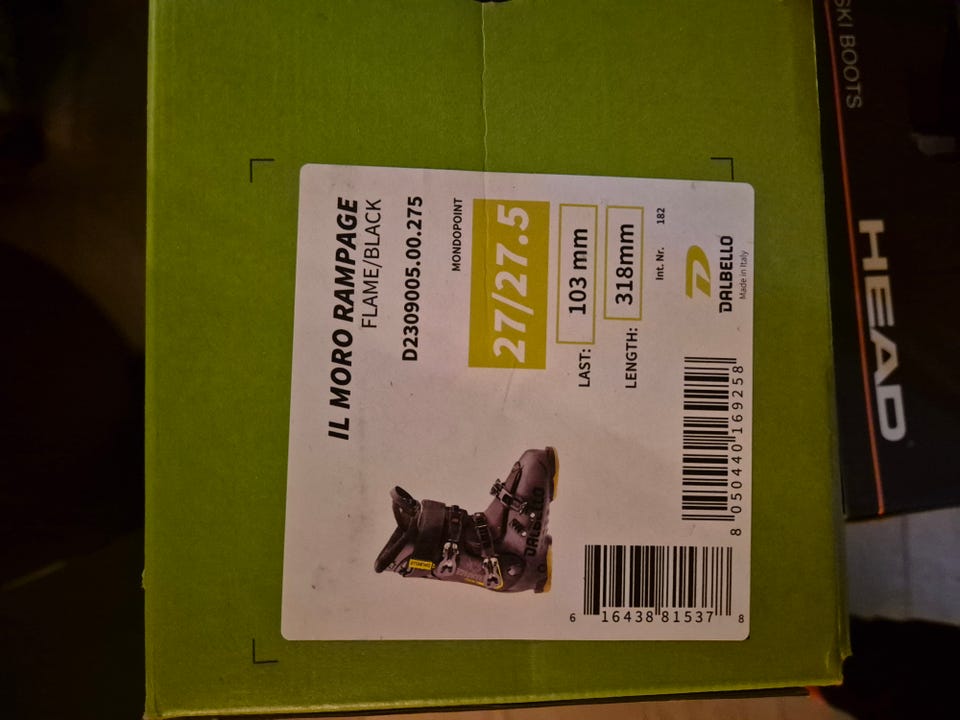 IL MORO RAMPAGE
FLAME/BLACK
D2309005.00.275
MONDOPOINT
27/27.5
LAST: 103 mm
LENGTH: 318mm
Int. Nr. 182
DALBELLO
Made in Italy
8 050440 169258
6 16438 81537 8
DALBELLO
SKI BOOTS
HEAD